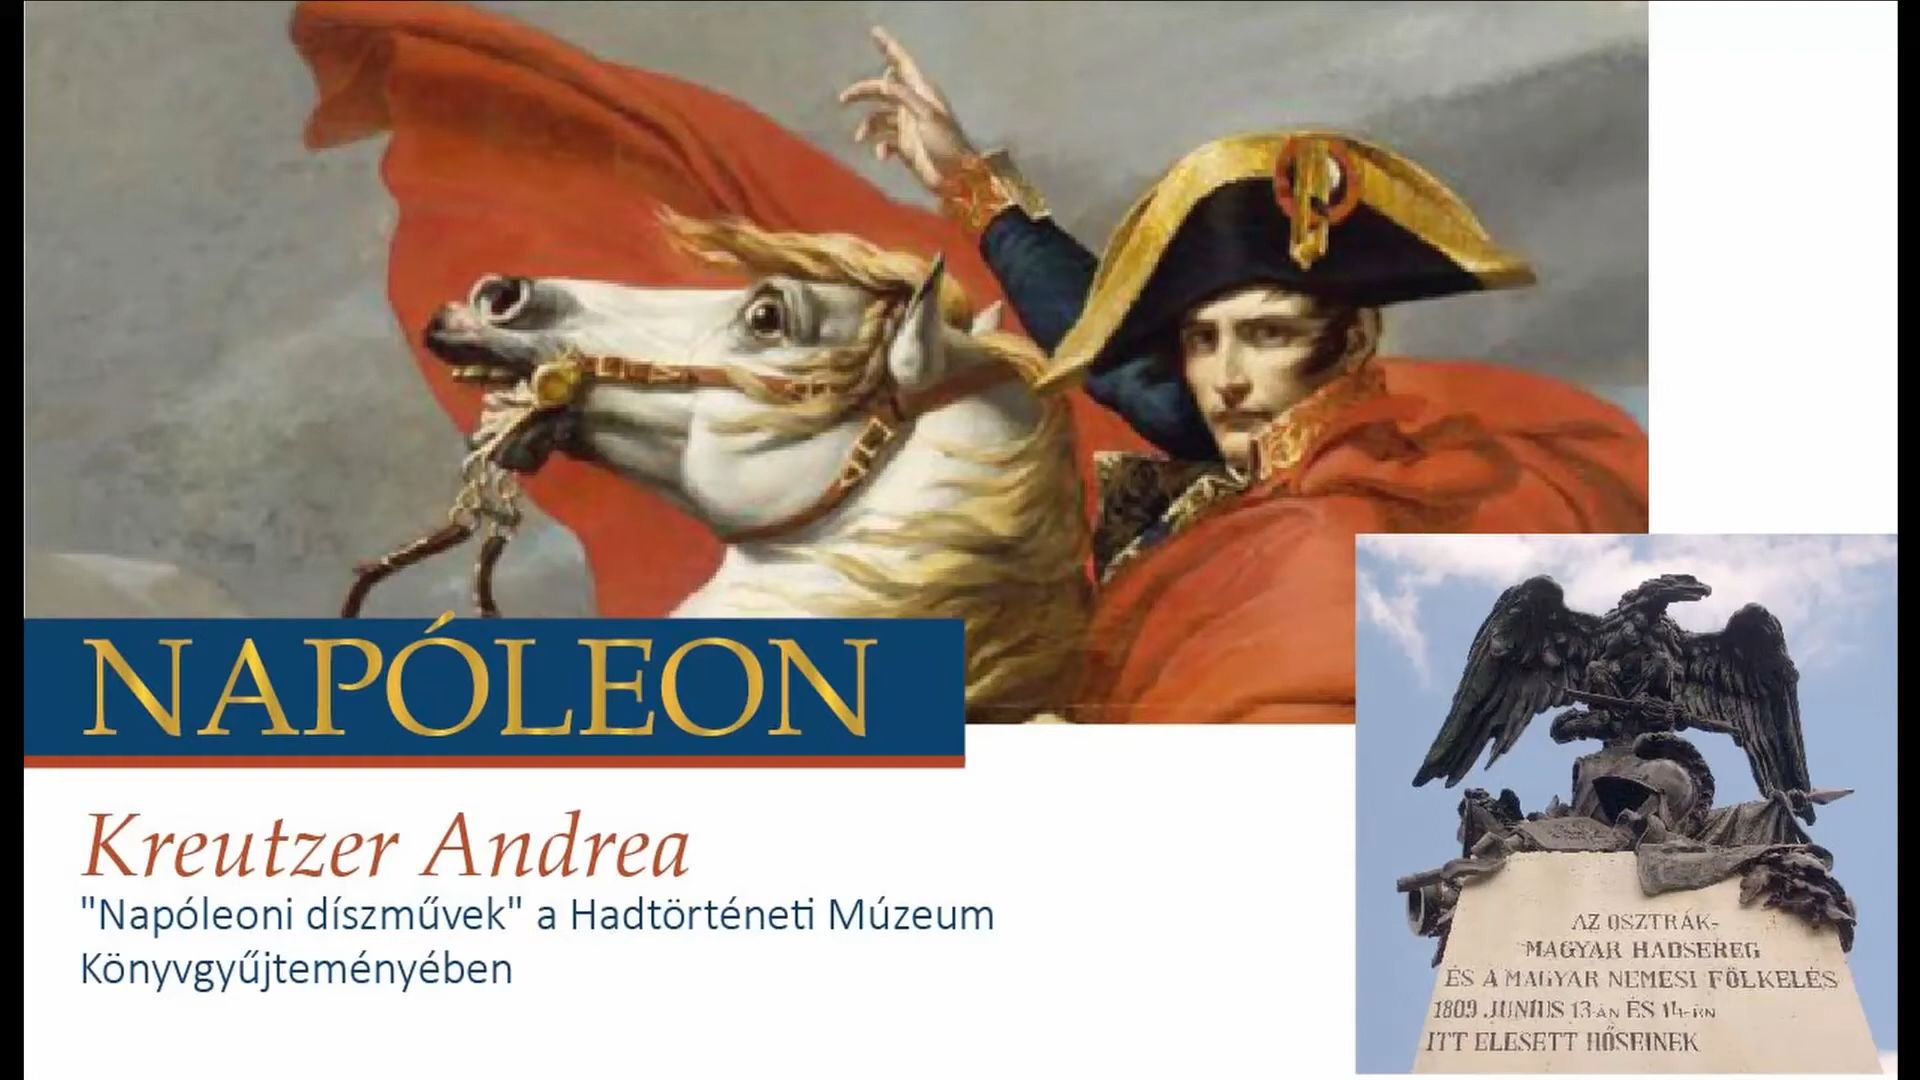 NAPÓLEON
Kreutzer Andrea
"Napóleoni díszművek" a Hadtörténeti Múzeum
Könyvgyűjteményében
AZ OSZTRÁK-
MAGYAR HADSEREG
ÉS A MAGYAR NEMESI FÖLKELÉS
1809 JUNIUS 13-ÁN ÉS 14-ÉN
ITT ELESETT HŐSEINEK